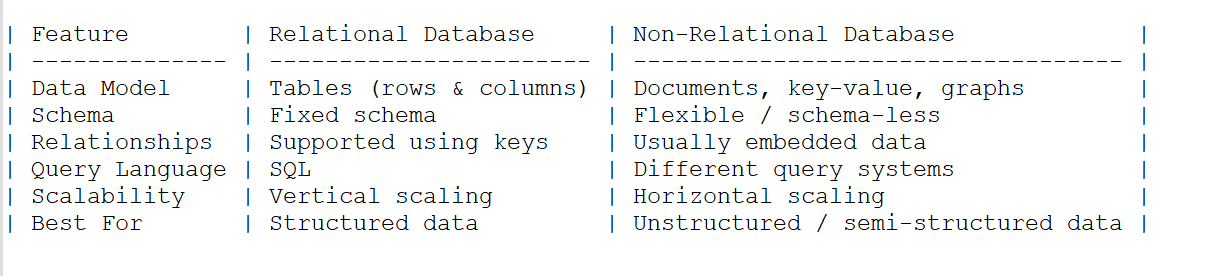 | Feature        | Relational Database     | Non-Relational Database             |
| -------------- | ----------------------- | ----------------------------------- |
| Data Model     | Tables (rows & columns) | Documents, key-value, graphs        |
| Schema         | Fixed schema            | Flexible / schema-less              |
| Relationships  | Supported using keys    | Usually embedded data               |
| Query Language | SQL                     | Different query systems             |
| Scalability    | Vertical scaling        | Horizontal scaling                  |
| Best For       | Structured data         | Unstructured / semi-structured data |